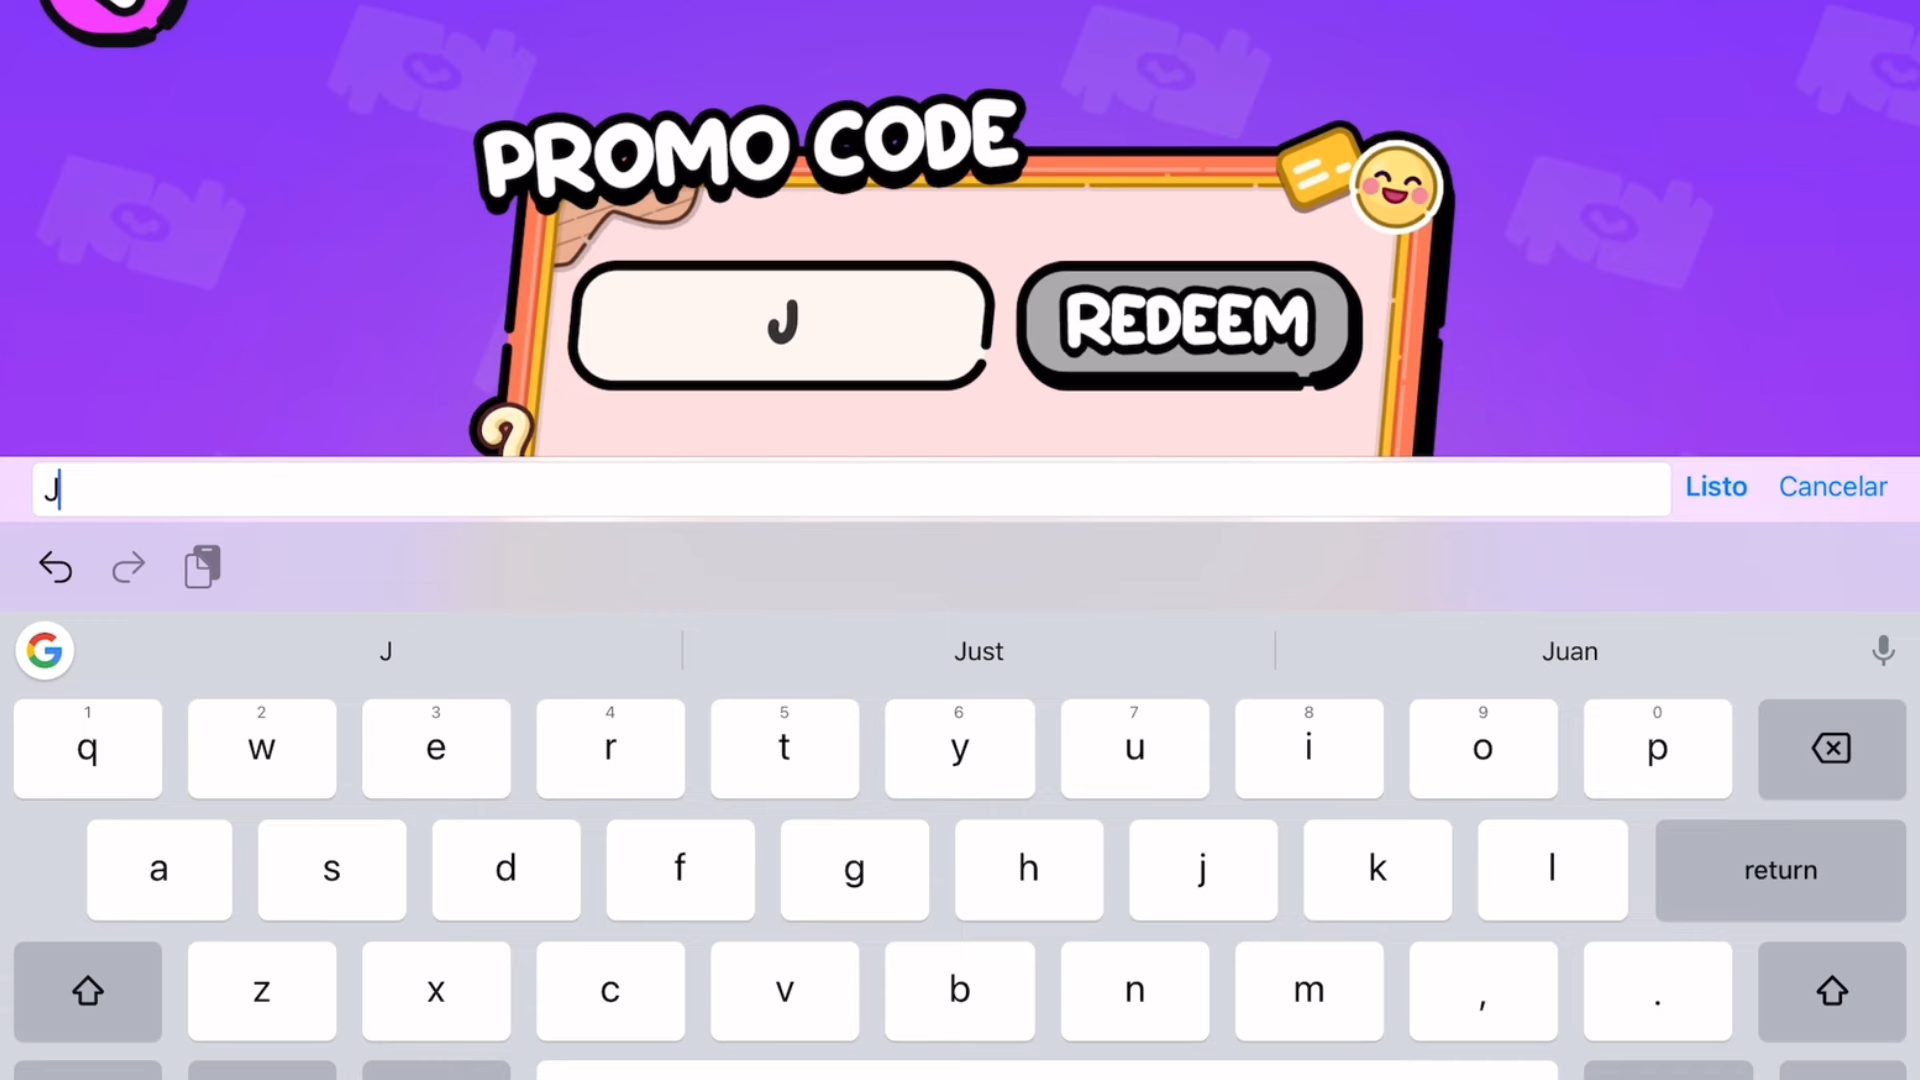 PROMO CODE
J
REDEEM
J
Listo
Cancelar
J
Just
Juan
1 2 3 4 5 6 7 8 9 0
q w e r t y u i o p
a s d f g h j k l return
z x c v b n m , .